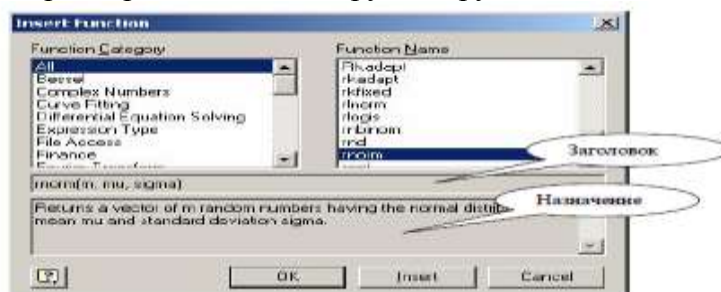 Insert Function
Function Category
Function Name
All
Bessel
Complex Numbers
Curve Fitting
Differential Equation Solving
Expression Type
File Access
Finance
Rkadapt
rkadapt
rkfixed
rlnorm
rlogis
rnbinom
rnd
rnorm
Заголовок
rnorm(m, mu, sigma)
Returns a vector of m random numbers having the normal
mean mu and standard deviation sigma.
Назначение
OK
Insert
Cancel